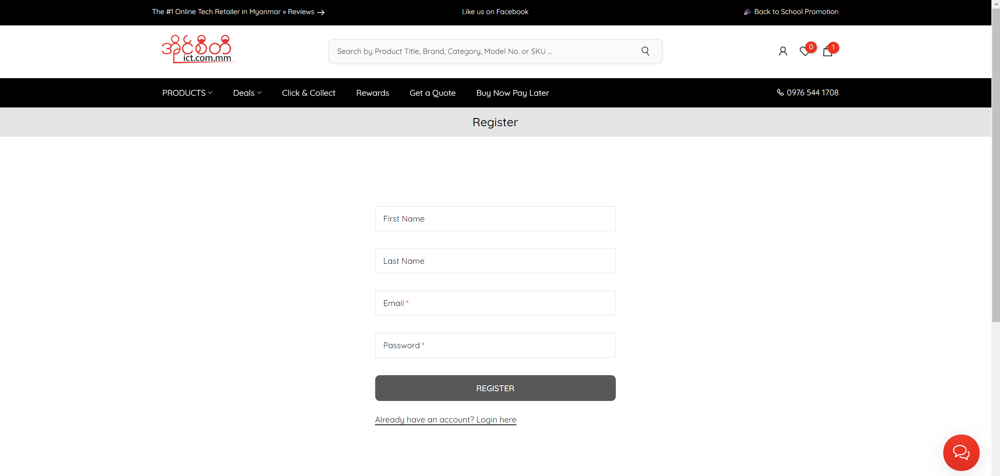 The #1 Online Tech Retailer in Myanmar » Reviews →
Like us on Facebook
🎉 Back to School Promotion
အိုင်စီတီ
ict.com.mm
Search by Product Title, Brand, Category, Model No. or SKU ...
0
1
PRODUCTS
Deals
Click & Collect
Rewards
Get a Quote
Buy Now Pay Later
0976 544 1708
Register
First Name
Last Name
Email *
Password *
REGISTER
Already have an account? Login here